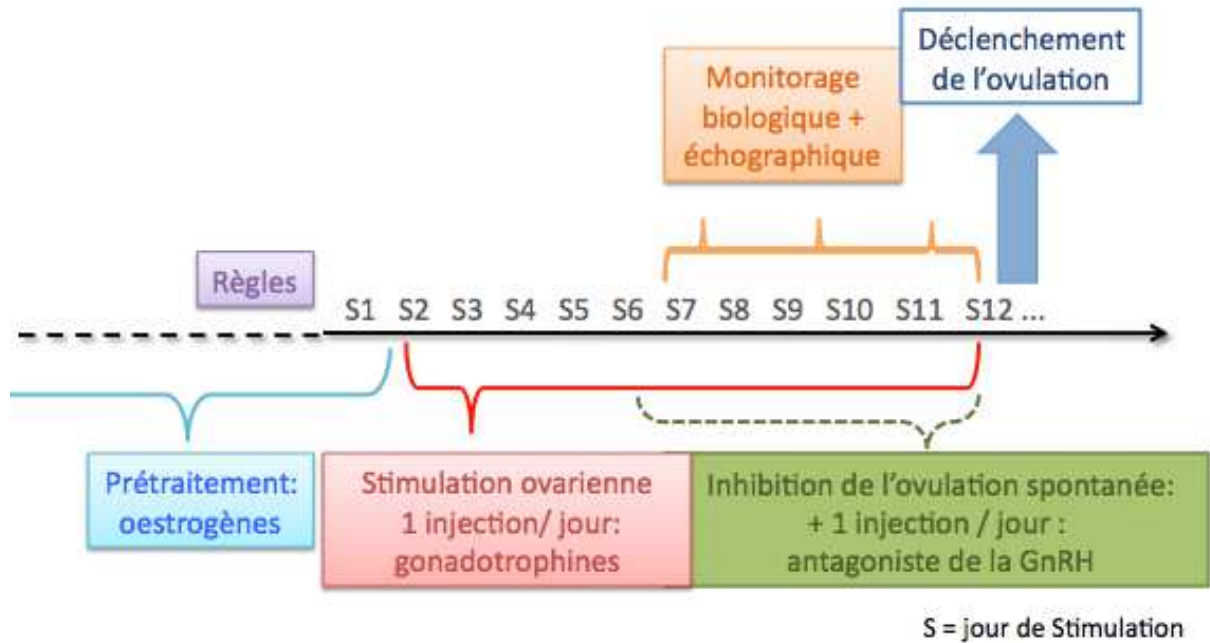 Déclenchement
de l'ovulation
Monitorage
biologique +
échographique
Règles
S1 S2 S3 S4 S5 S6 S7 S8 S9 S10 S11 S12 ...
Prétraitement:
oestrogènes
Stimulation ovarienne
1 injection/ jour:
gonadotrophines
Inhibition de l'ovulation spontanée:
+ 1 injection / jour :
antagoniste de la GnRH
S = jour de Stimulation